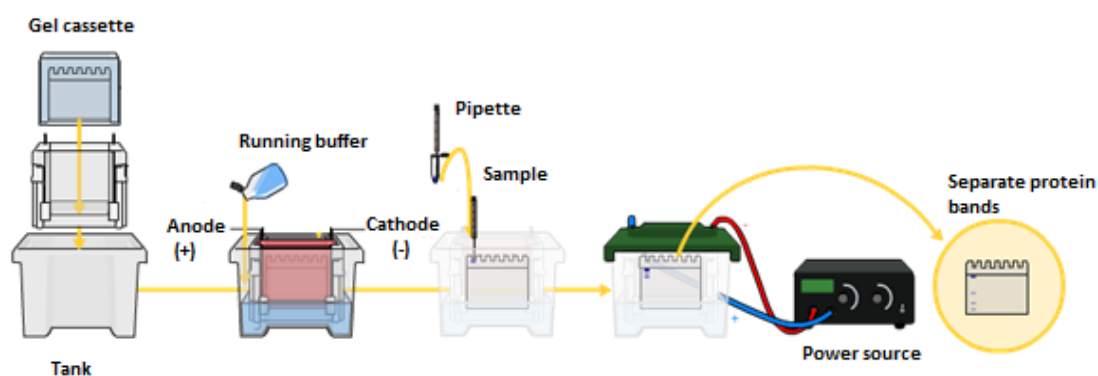 Gel cassette
Pipette
Running buffer
Sample
Anode
(+)
Cathode
(-)
Separate protein
bands
-
+
Power source
Tank